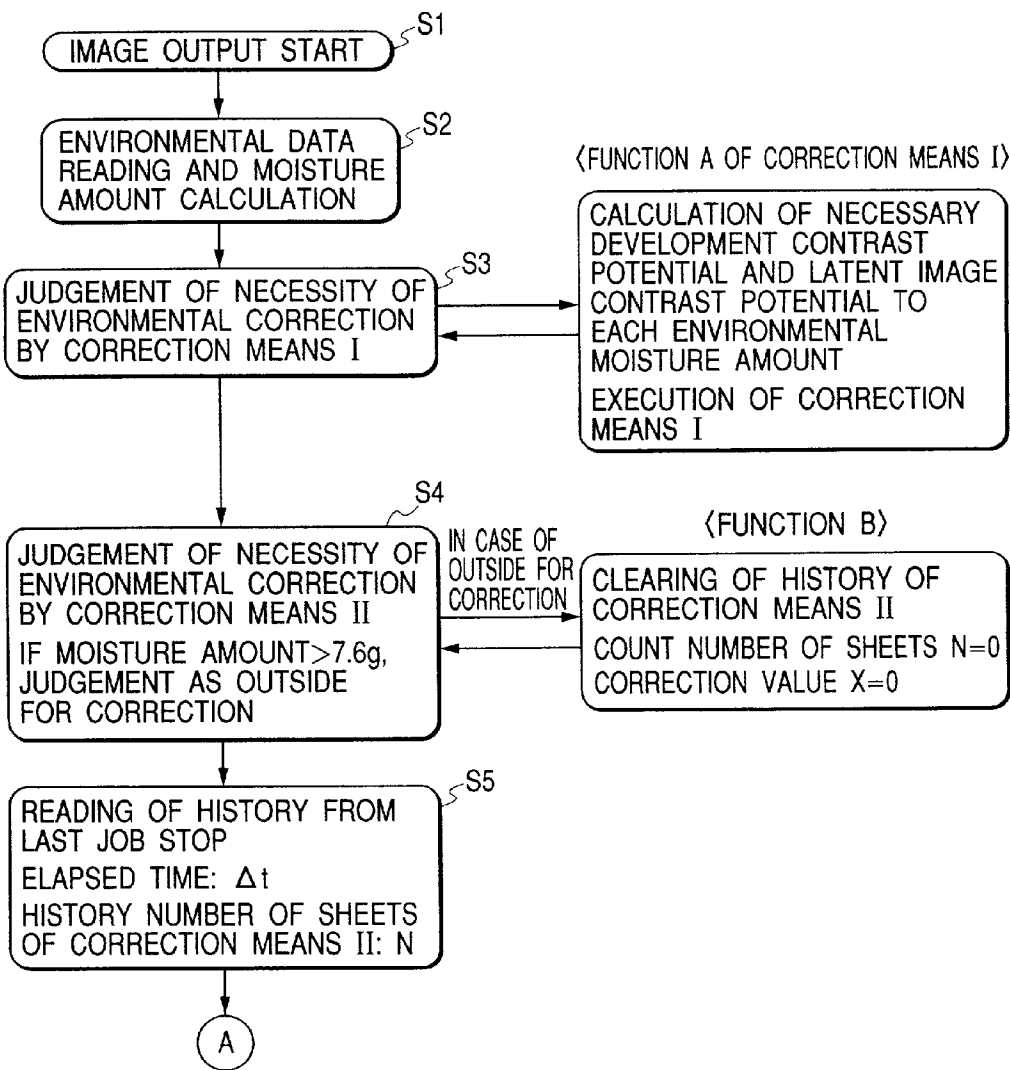 S1
IMAGE OUTPUT START
S2
ENVIRONMENTAL DATA
READING AND MOISTURE
AMOUNT CALCULATION
S3
JUDGEMENT OF NECESSITY OF
ENVIRONMENTAL CORRECTION
BY CORRECTION MEANS I
〈FUNCTION A OF CORRECTION MEANS I〉
CALCULATION OF NECESSARY
DEVELOPMENT CONTRAST
POTENTIAL AND LATENT IMAGE
CONTRAST POTENTIAL TO
EACH ENVIRONMENTAL
MOISTURE AMOUNT
EXECUTION OF CORRECTION
MEANS I
S4
JUDGEMENT OF NECESSITY OF
ENVIRONMENTAL CORRECTION
BY CORRECTION MEANS II
IF MOISTURE AMOUNT>7.6g,
JUDGEMENT AS OUTSIDE
FOR CORRECTION
IN CASE OF
OUTSIDE FOR
CORRECTION
〈FUNCTION B〉
CLEARING OF HISTORY OF
CORRECTION MEANS II
COUNT NUMBER OF SHEETS N=0
CORRECTION VALUE X=0
S5
READING OF HISTORY FROM
LAST JOB STOP
ELAPSED TIME: Δt
HISTORY NUMBER OF SHEETS
OF CORRECTION MEANS II: N
A